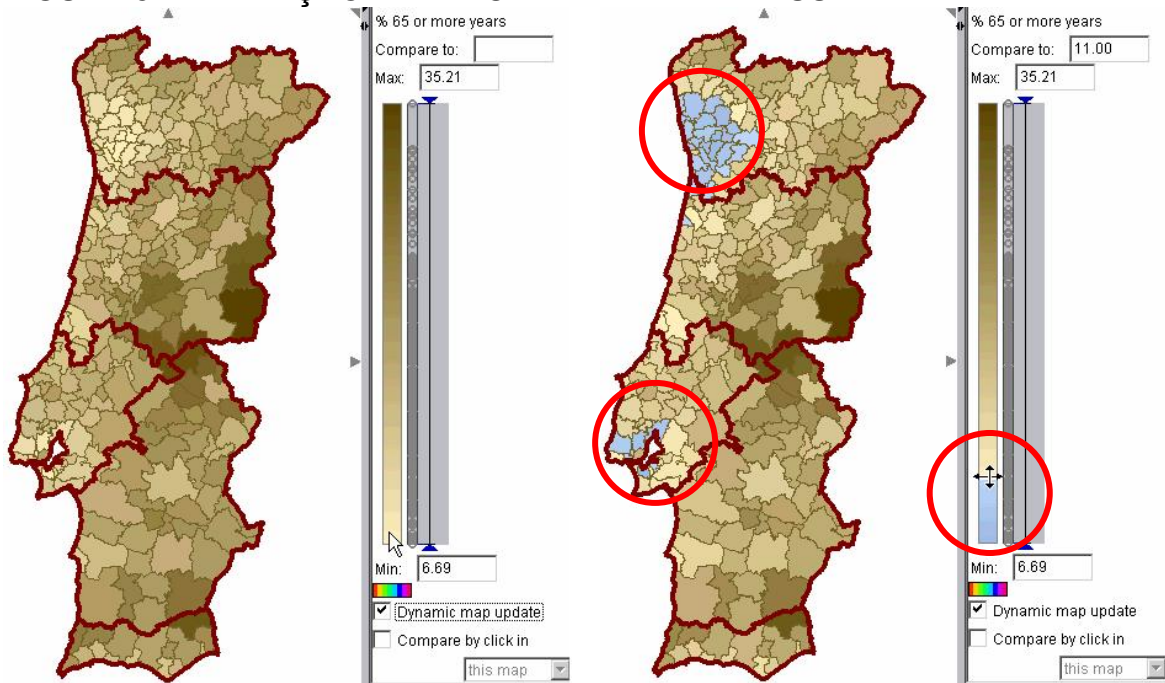 % 65 or more years
Compare to:
Max: 35.21
Min: 6.69
Dynamic map update
Compare by click in
this map
% 65 or more years
Compare to: 11.00
Max: 35.21
Min: 6.69
Dynamic map update
Compare by click in
this map